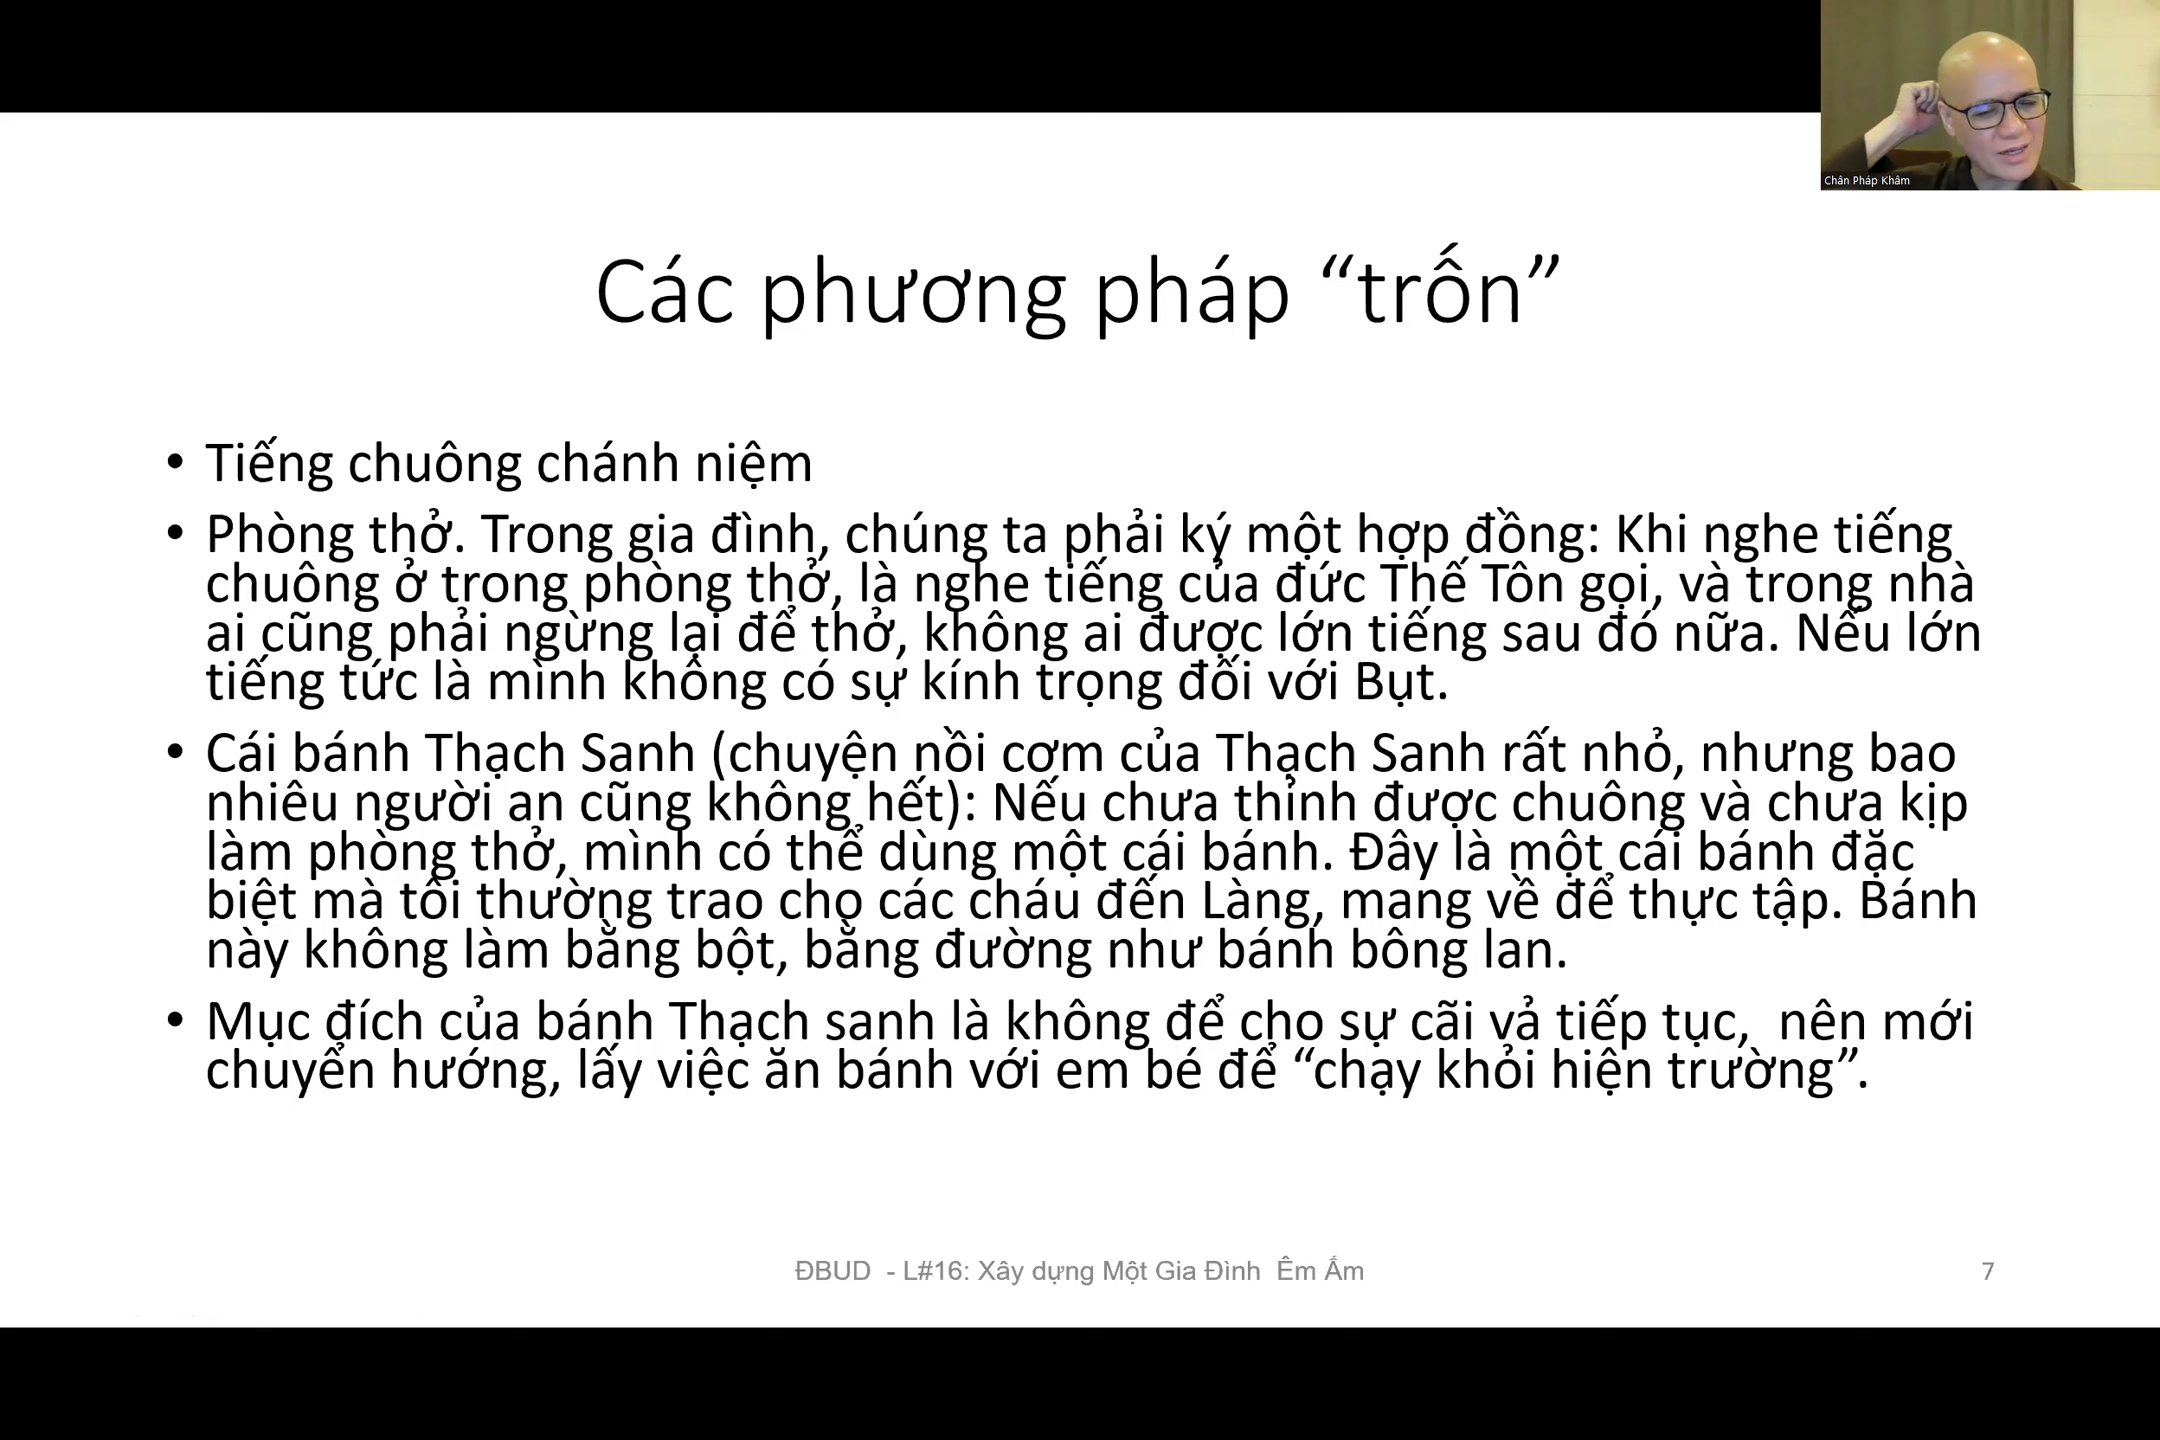 Chân Pháp Khâm
Các phương pháp “trốn”
• Tiếng chuông chánh niệm
• Phòng thở. Trong gia đình, chúng ta phải ký một hợp đồng: Khi nghe tiếng
chuông ở trong phòng thở, là nghe tiếng của đức Thế Tôn gọi, và trong nhà
ai cũng phải ngừng lại để thở, không ai được lớn tiếng sau đó nữa. Nếu lớn
tiếng tức là mình không có sự kính trọng đối với Bụt.
• Cái bánh Thạch Sanh (chuyện nồi cơm của Thạch Sanh rất nhỏ, nhưng bao
nhiêu người an cũng không hết): Nếu chưa thỉnh được chuông và chưa kịp
làm phòng thở, mình có thể dùng một cái bánh. Đây là một cái bánh đặc
biệt mà tôi thường trao cho các cháu đến Làng, mang về để thực tập. Bánh
này không làm bằng bột, bằng đường như bánh bông lan.
• Mục đích của bánh Thạch sanh là không để cho sự cãi vả tiếp tục,  nên mới
chuyển hướng, lấy việc ăn bánh với em bé để “chạy khỏi hiện trường”.
ĐBUD  - L#16: Xây dựng Một Gia Đình  Êm Ấm
7